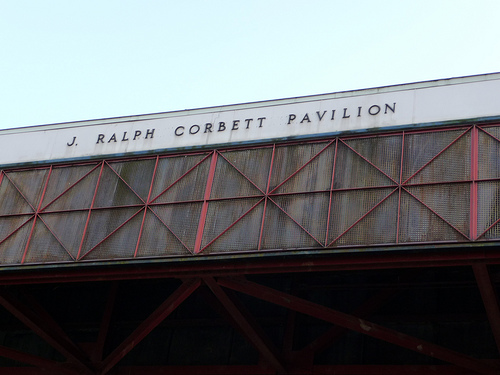 J. RALPH CORBETT PAVILION